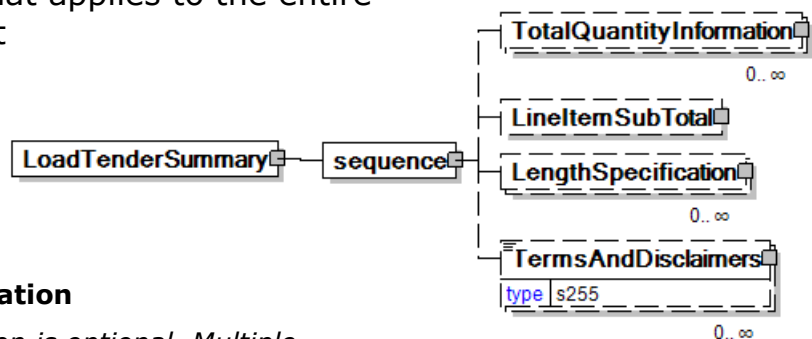 at applies to the entire
t
TotalQuantityInformation
0.. ∞
LineItemSubTotal
LoadTenderSummary
sequence
LengthSpecification
0.. ∞
TermsAndDisclaimers
type s255
ation
0.. ∞
n is optional. Multiple